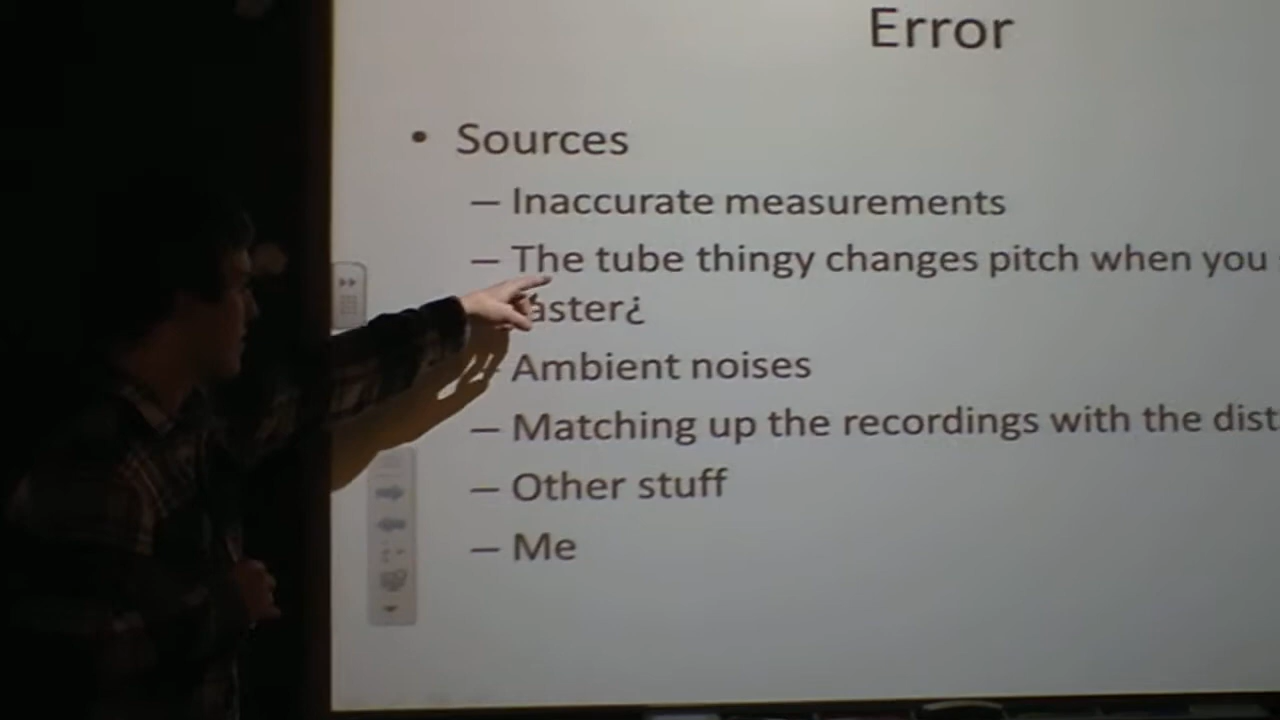 Error
• Sources
– Inaccurate measurements
– The tube thingy changes pitch when you
aster¿
Ambient noises
– Matching up the recordings with the dist
– Other stuff
– Me